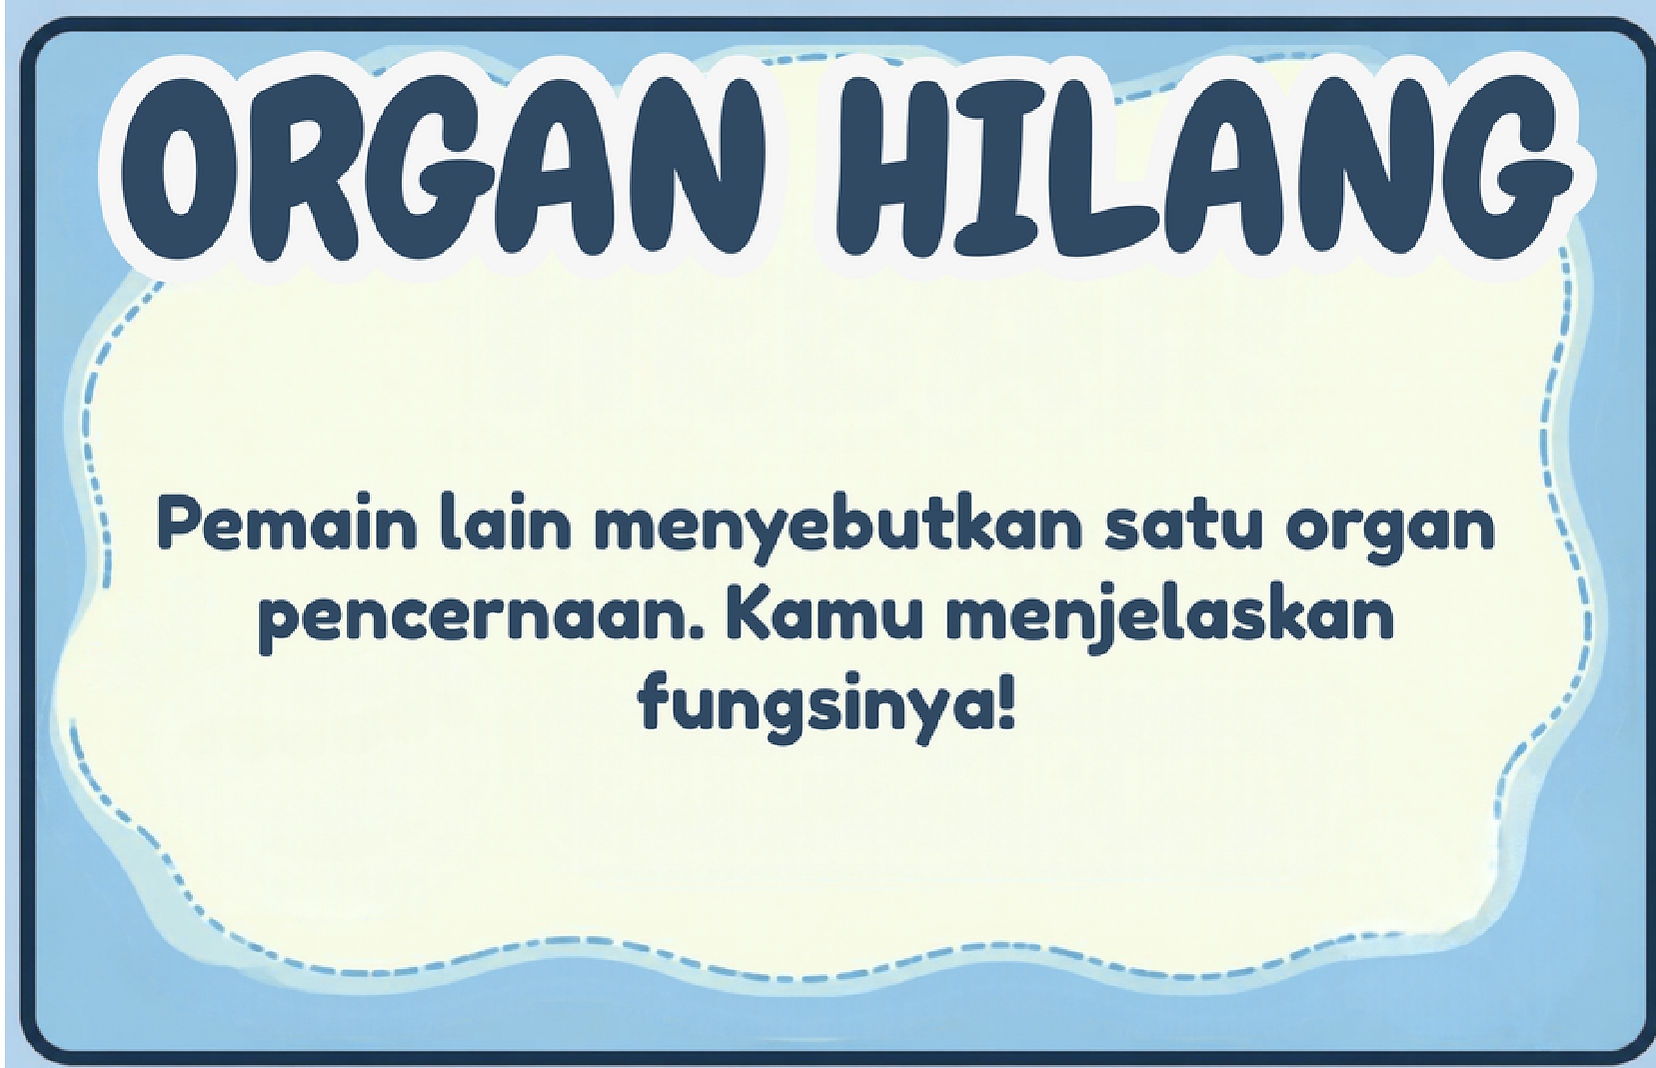 ORGAN HILANG
Pemain lain menyebutkan satu organ
pencernaan. Kamu menjelaskan
fungsinya!